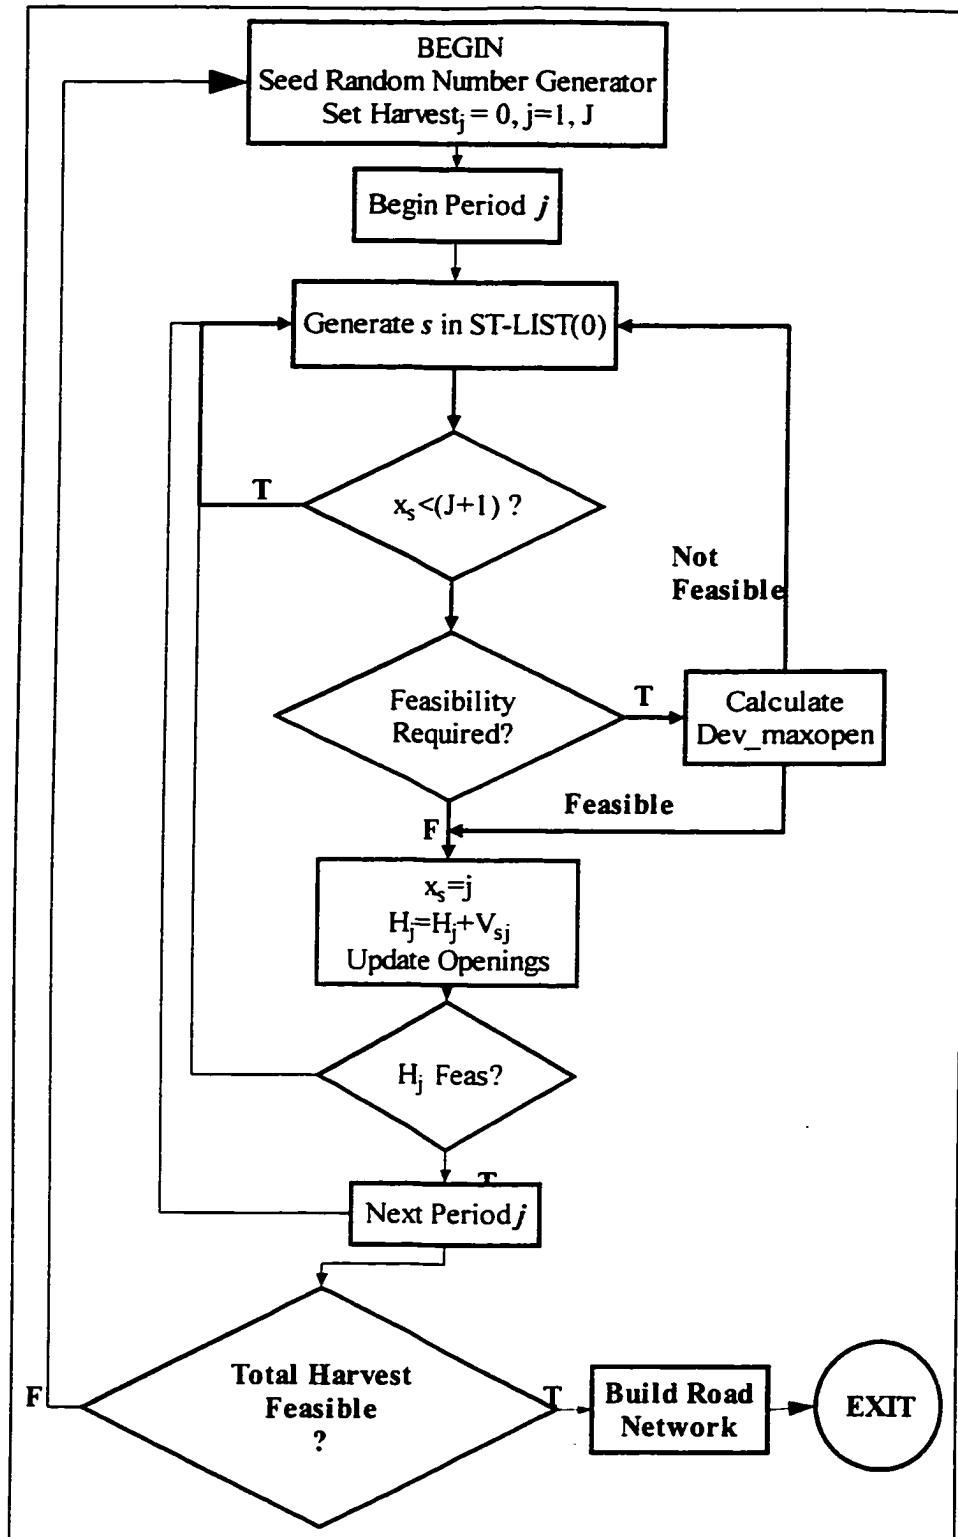 BEGIN
Seed Random Number Generator
Set Harvest_j = 0, j=1, J
Begin Period j
Generate s in ST-LIST(0)
x_s<(J+1) ?
T
Not
Feasible
Feasibility
Required?
T
Calculate
Dev_maxopen
Feasible
F
x_s=j
H_j=H_j+V_sj
Update Openings
H_j Feas?
T
Next Period j
Total Harvest
Feasible
?
F
T
Build Road
Network
EXIT